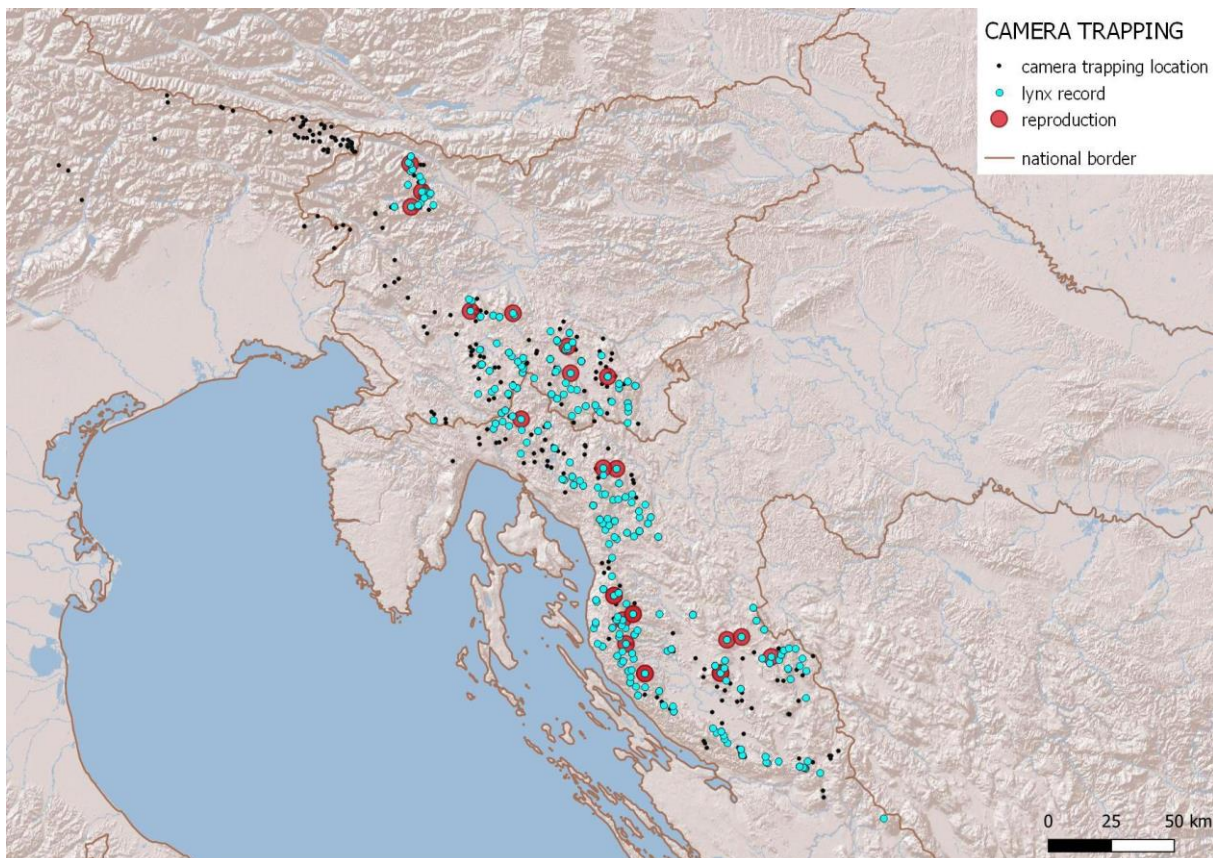 CAMERA TRAPPING
camera trapping location
lynx record
reproduction
national border
0 25 50 km